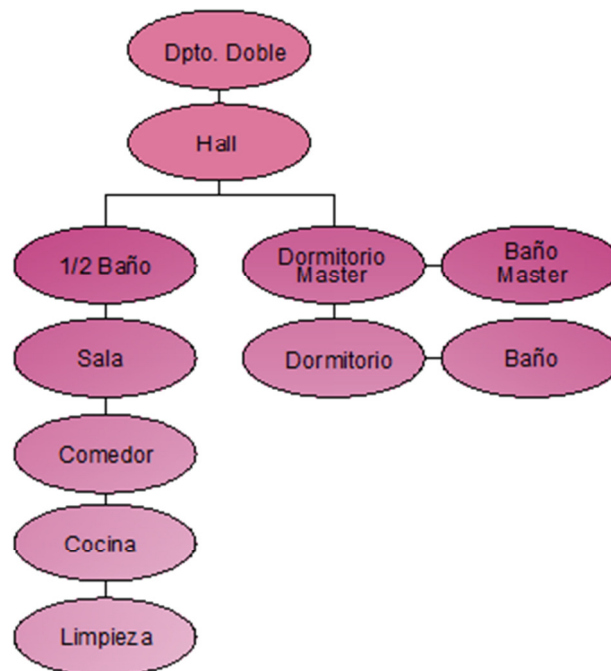 Dpto. Doble
Hall
1/2 Baño
Dormitorio
Master
Baño
Master
Sala
Dormitorio
Baño
Comedor
Cocina
Limpieza